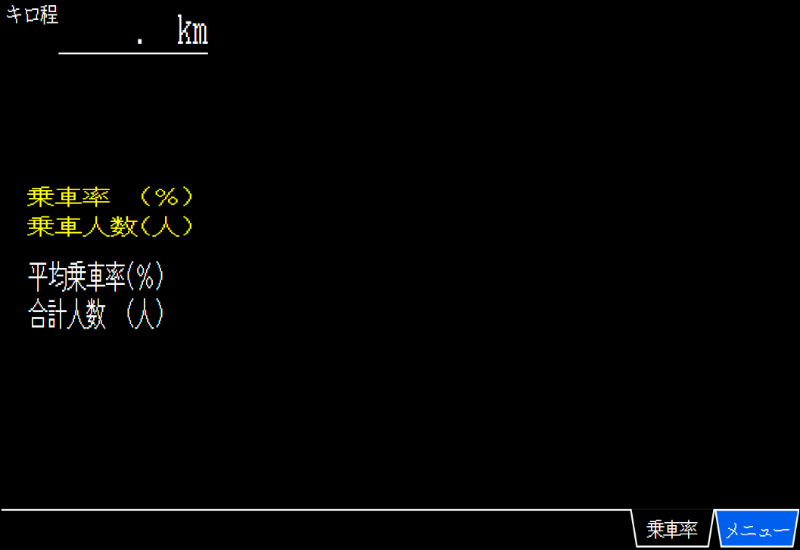 キロ程
. km
乗車率 (%)
乗車人数(人)
平均乗車率(%)
合計人数 (人)
乗車率 メニュー